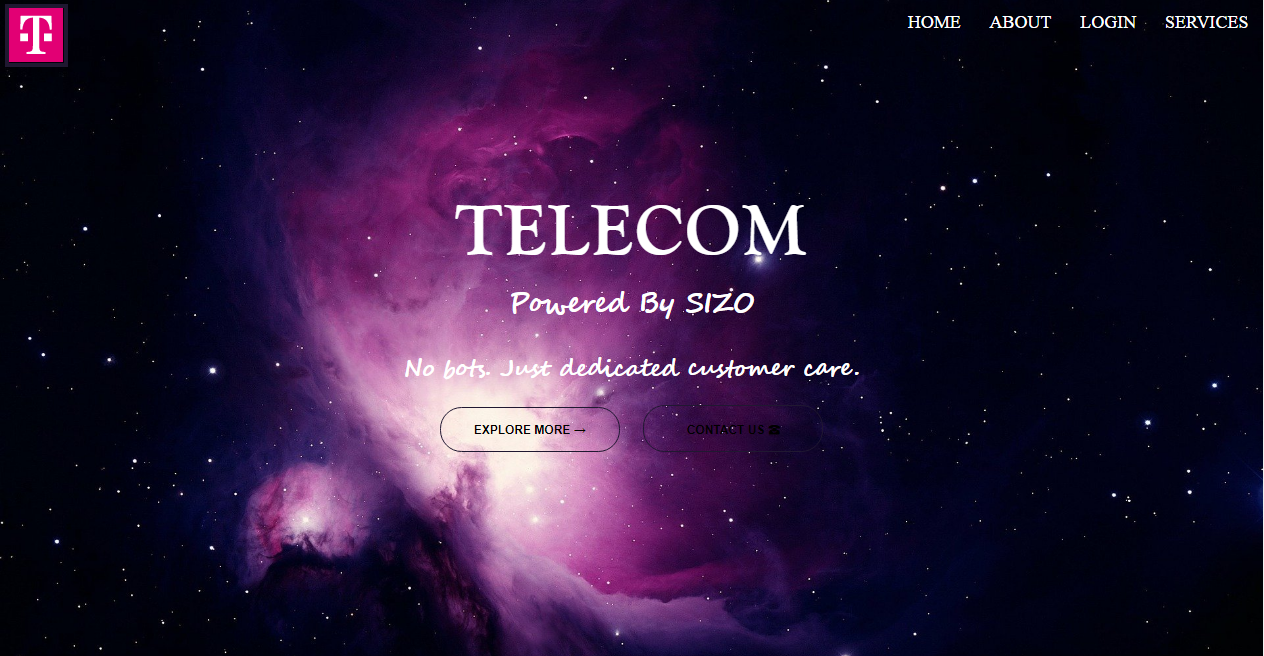 T
HOME ABOUT LOGIN SERVICES
TELECOM
Powered By SIZO
No bots. Just dedicated customer care.
EXPLORE MORE → CONTACT US ☎